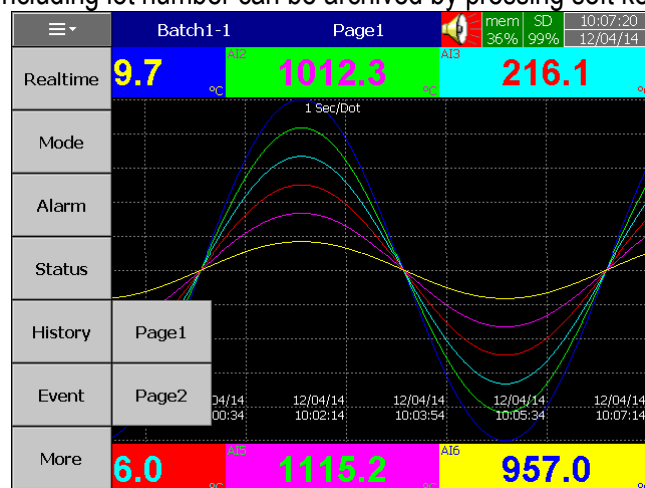 including lot number can be archived by pressing soft ke
Batch1-1 Page1 mem 36% SD 99% 10:07:20 12/04/14
Realtime
9.7 °C
AI2 1012.3 °C
AI3 216.1
1 Sec/Dot
Mode
Alarm
Status
History Page1
Event Page2
04/14 12/04/14 12/04/14 12/04/14 12/04/14
00:34 10:02:14 10:03:54 10:05:34 10:07:14
More
6.0 °C
AI5 1115.2 °C
AI6 957.0